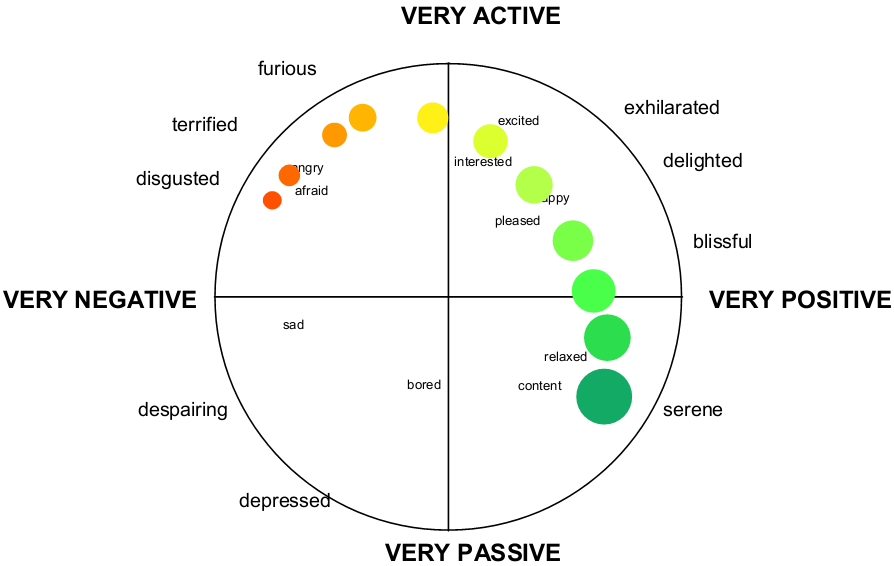 VERY ACTIVE
furious
exhilarated
terrified
excited
interested
delighted
disgusted
ngry
afraid
appy
pleased
blissful
VERY NEGATIVE
VERY POSITIVE
sad
relaxed
bored
content
despairing
serene
depressed
VERY PASSIVE